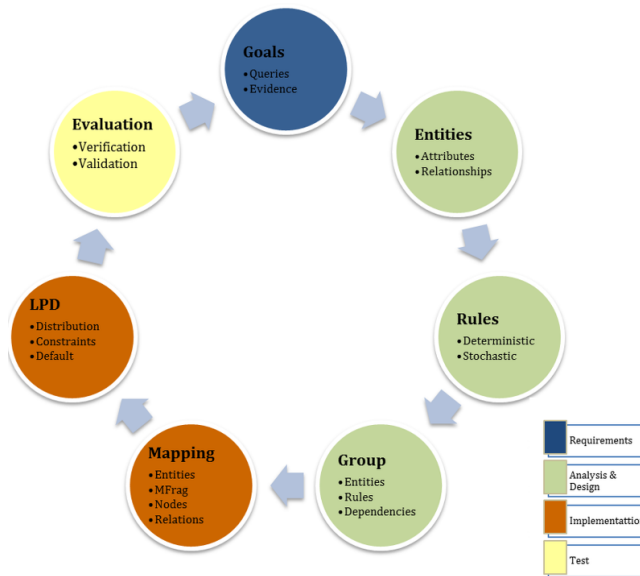 Goals
• Queries
• Evidence
Entities
• Attributes
• Relationships
Rules
• Deterministic
• Stochastic
Group
• Entities
• Rules
• Dependencies
Mapping
• Entities
• MFrag
• Nodes
• Relations
LPD
• Distribution
• Constraints
• Default
Evaluation
• Verification
• Validation
Requirements
Analysis &
Design
Implementattio
Test